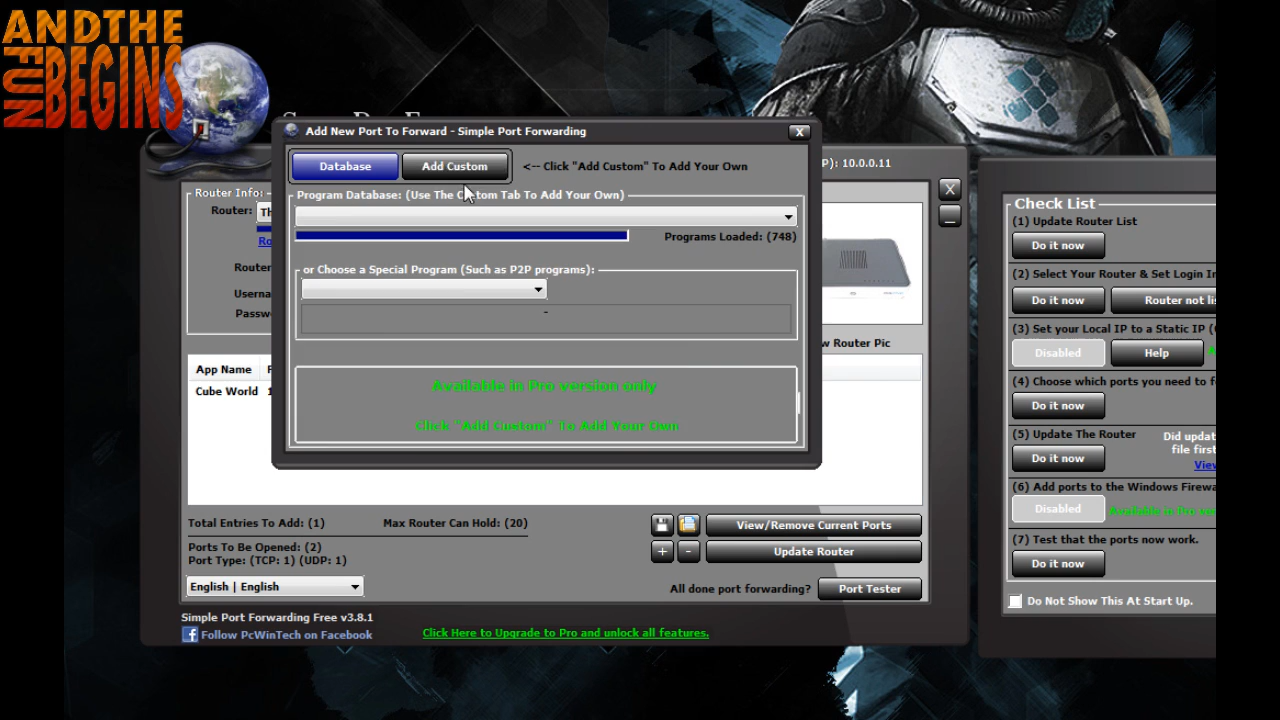 AND THE
FUN
BEGINS
Add New Port To Forward - Simple Port Forwarding
X
Database
Add Custom
<-- Click "Add Custom" To Add Your Own
Program Database: (Use The Custom Tab To Add Your Own)
Programs Loaded: (748)
or Choose a Special Program (Such as P2P programs):
-
Available in Pro version only
Click "Add Custom" To Add Your Own
P): 10.0.0.11
X
_
Router Info:
Router:
Th
Ro
Router
Userna
Passw
w Router Pic
App Name
Cube World
1
Total Entries To Add: (1)
Max Router Can Hold: (20)
Ports To Be Opened: (2)
Port Type: (TCP: 1) (UDP: 1)
English | English
View/Remove Current Ports
+
-
Update Router
All done port forwarding?
Port Tester
Simple Port Forwarding Free v3.8.1
Follow PcWinTech on Facebook
Click Here to Upgrade to Pro and unlock all features.
Check List
(1) Update Router List
Do it now
(2) Select Your Router & Set Login In
Do it now
Router not lis
(3) Set your Local IP to a Static IP (
Disabled
Help
A
(4) Choose which ports you need to f
Do it now
(5) Update The Router
Did updat
file first
Do it now
View
(6) Add ports to the Windows Firewa
Disabled
Available in Pro ver
(7) Test that the ports now work.
Do it now
Do Not Show This At Start Up.